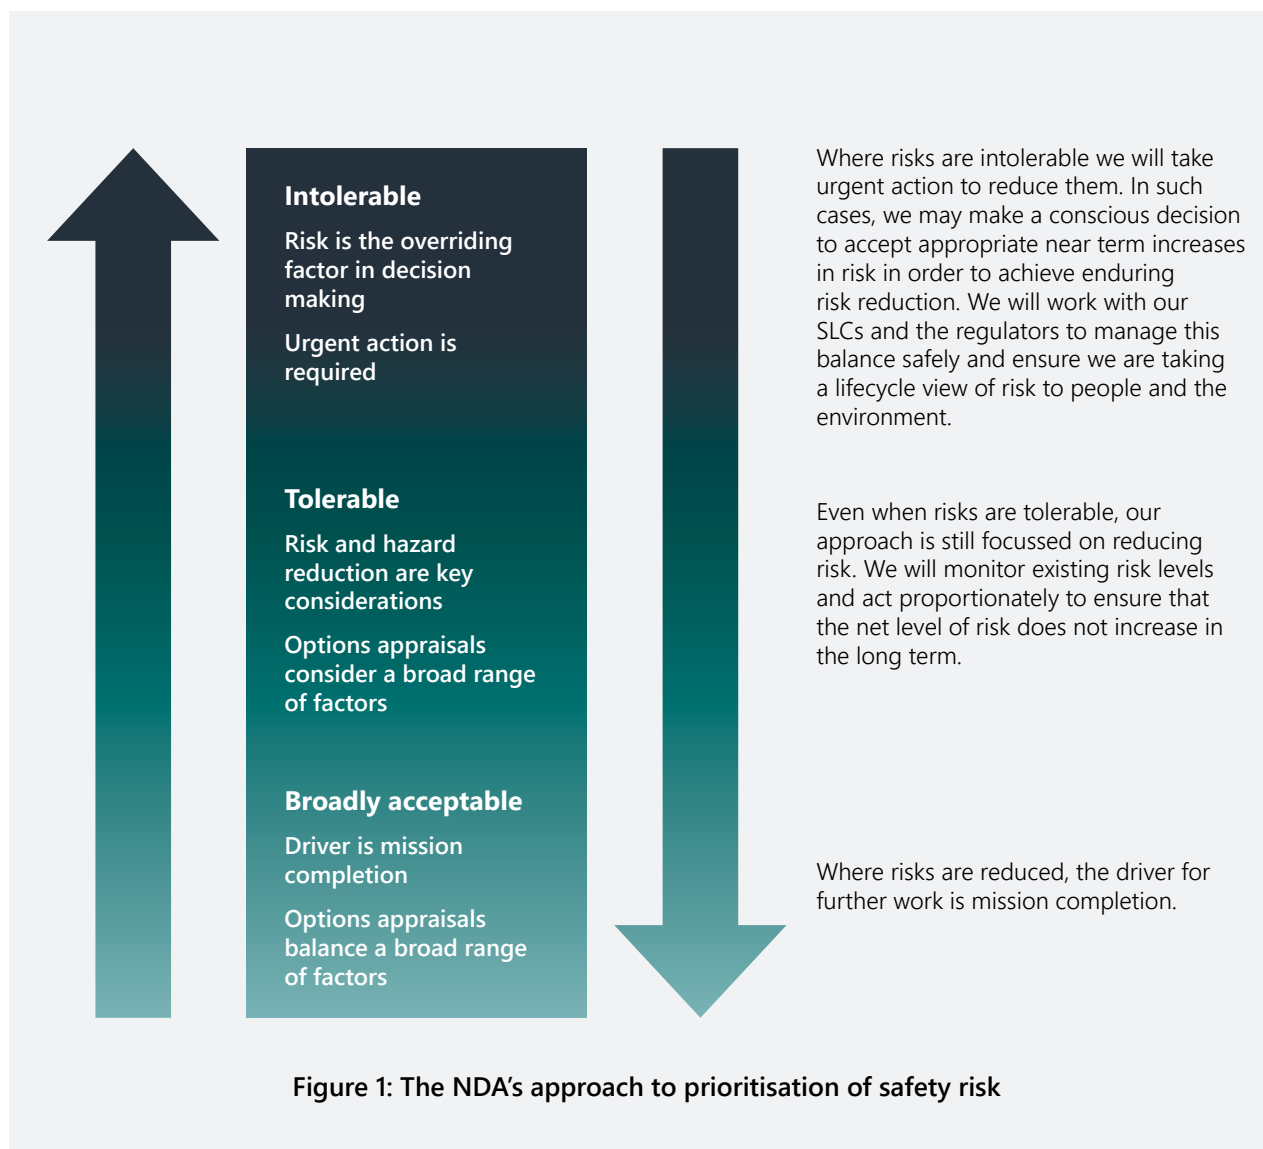 Intolerable
Risk is the overriding
factor in decision
making
Urgent action is
required
Where risks are intolerable we will take
urgent action to reduce them. In such
cases, we may make a conscious decision
to accept appropriate near term increases
in risk in order to achieve enduring
risk reduction. We will work with our
SLCs and the regulators to manage this
balance safely and ensure we are taking
a lifecycle view of risk to people and the
environment.
Tolerable
Risk and hazard
reduction are key
considerations
Options appraisals
consider a broad range
of factors
Even when risks are tolerable, our
approach is still focussed on reducing
risk. We will monitor existing risk levels
and act proportionately to ensure that
the net level of risk does not increase in
the long term.
Broadly acceptable
Driver is mission
completion
Options appraisals
balance a broad range
of factors
Where risks are reduced, the driver for
further work is mission completion.
Figure 1: The NDA’s approach to prioritisation of safety risk